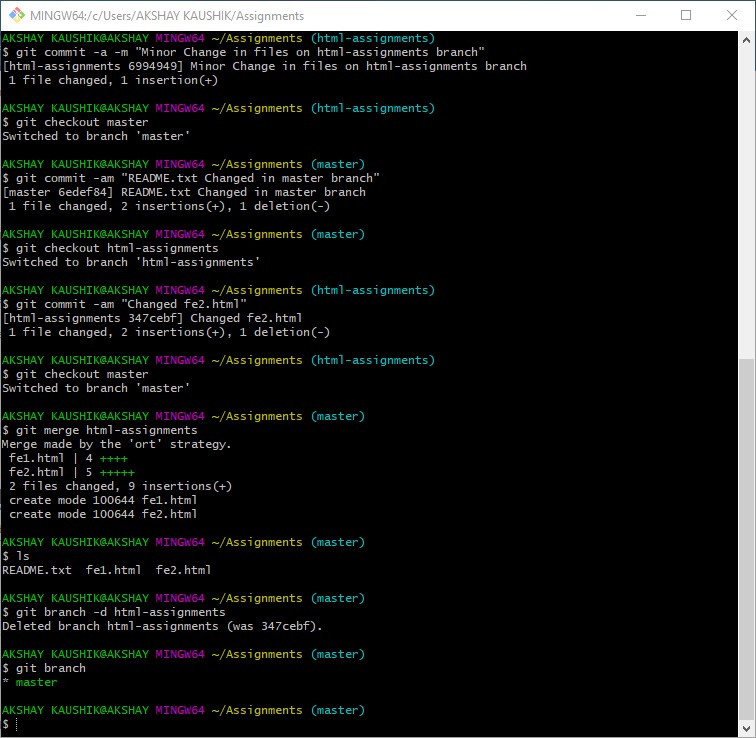 MINGW64:/c/Users/AKSHAY KAUSHIK/Assignments
AKSHAY KAUSHIK@AKSHAY MINGW64 ~/Assignments (html-assignments)
$ git commit -a -m "Minor Change in files on html-assignments branch"
[html-assignments 6994949] Minor Change in files on html-assignments branch
 1 file changed, 1 insertion(+)
AKSHAY KAUSHIK@AKSHAY MINGW64 ~/Assignments (html-assignments)
$ git checkout master
Switched to branch 'master'
AKSHAY KAUSHIK@AKSHAY MINGW64 ~/Assignments (master)
$ git commit -am "README.txt Changed in master branch"
[master 6edef84] README.txt Changed in master branch
 1 file changed, 2 insertions(+), 1 deletion(-)
AKSHAY KAUSHIK@AKSHAY MINGW64 ~/Assignments (master)
$ git checkout html-assignments
Switched to branch 'html-assignments'
AKSHAY KAUSHIK@AKSHAY MINGW64 ~/Assignments (html-assignments)
$ git commit -am "Changed fe2.html"
[html-assignments 347cebf] Changed fe2.html
 1 file changed, 2 insertions(+), 1 deletion(-)
AKSHAY KAUSHIK@AKSHAY MINGW64 ~/Assignments (html-assignments)
$ git checkout master
Switched to branch 'master'
AKSHAY KAUSHIK@AKSHAY MINGW64 ~/Assignments (master)
$ git merge html-assignments
Merge made by the 'ort' strategy.
 fe1.html | 4 ++++
 fe2.html | 5 +++++
 2 files changed, 9 insertions(+)
 create mode 100644 fe1.html
 create mode 100644 fe2.html
AKSHAY KAUSHIK@AKSHAY MINGW64 ~/Assignments (master)
$ ls
README.txt  fe1.html  fe2.html
AKSHAY KAUSHIK@AKSHAY MINGW64 ~/Assignments (master)
$ git branch -d html-assignments
Deleted branch html-assignments (was 347cebf).
AKSHAY KAUSHIK@AKSHAY MINGW64 ~/Assignments (master)
$ git branch
* master
AKSHAY KAUSHIK@AKSHAY MINGW64 ~/Assignments (master)
$